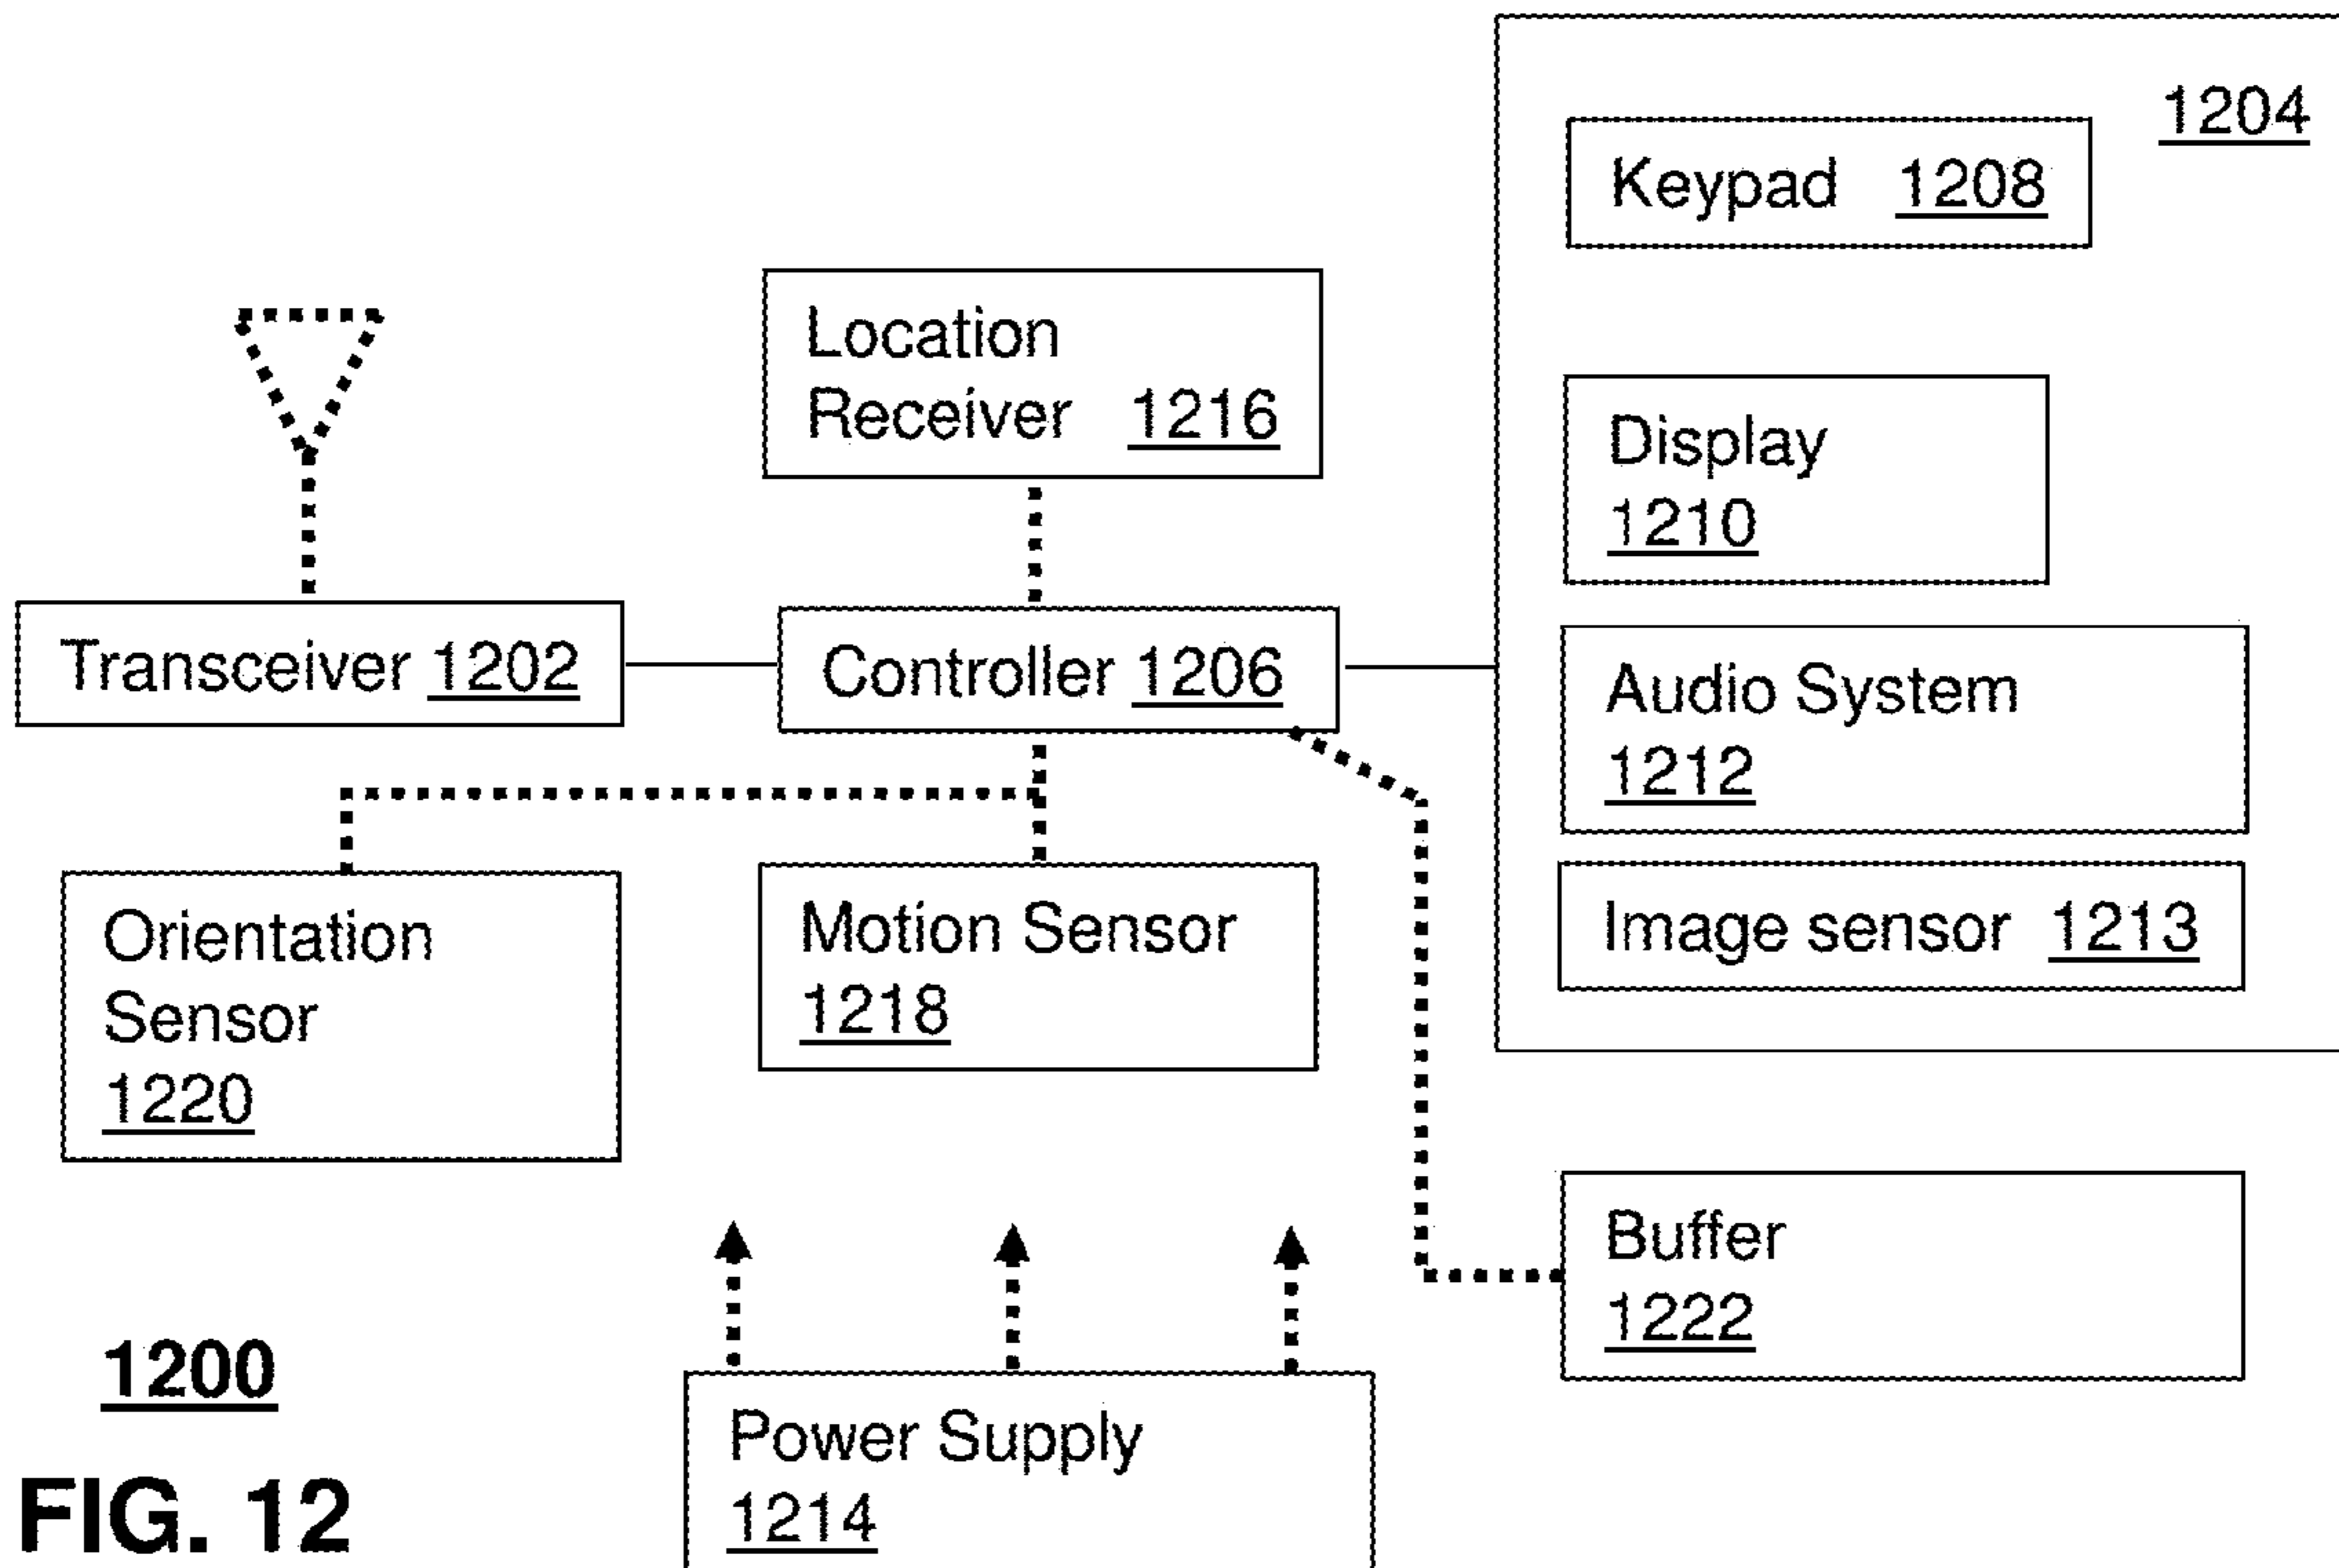 1204
Keypad 1208
Location
Receiver 1216
Display
1210
Transceiver 1202
Controller 1206
Audio System
1212
Image sensor 1213
Orientation
Sensor
1220
Motion Sensor
1218
Buffer
1222
Power Supply
1214
1200
FIG. 12